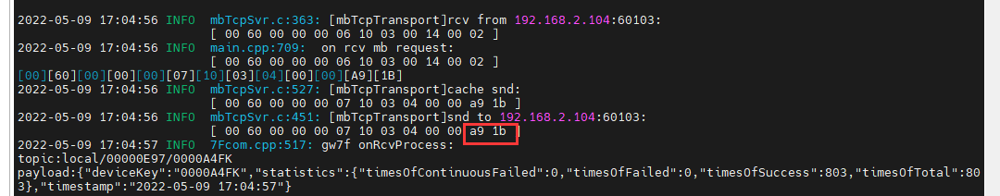 2022-05-09 17:04:56 INFO  mbTcpSvr.c:363: [mbTcpTransport]rcv from 192.168.2.104:60103:
[ 00 60 00 00 00 06 10 03 00 14 00 02 ]
2022-05-09 17:04:56 INFO  main.cpp:709:  on rcv mb request:
[ 00 60 00 00 00 06 10 03 00 14 00 02 ]
[00][60][00][00][00][07][10][03][04][00][00][A9][1B]
2022-05-09 17:04:56 INFO  mbTcpSvr.c:527: [mbTcpTransport]cache snd:
[ 00 60 00 00 00 07 10 03 04 00 00 a9 1b ]
2022-05-09 17:04:56 INFO  mbTcpSvr.c:451: [mbTcpTransport]snd to 192.168.2.104:60103:
[ 00 60 00 00 00 07 10 03 04 00 00 a9 1b ]
2022-05-09 17:04:57 INFO  7Fcom.cpp:517: gw7f onRcvProcess:
topic:local/00000E97/0000A4FK
payload:{"deviceKey":"0000A4FK","statistics":{"timesOfContinuousFailed":0,"timesOfFailed":0,"timesOfSuccess":803,"timesOfTotal":80
3},"timestamp":"2022-05-09 17:04:57"}